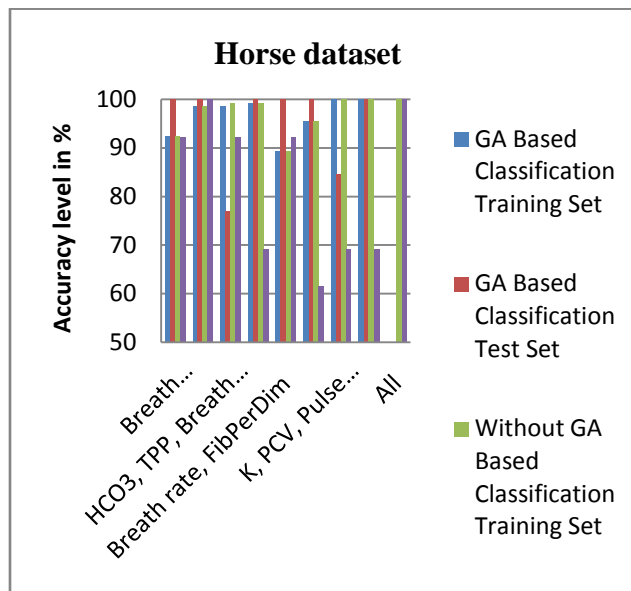 Horse dataset
Accuracy level in %
100
90
80
70
60
50
Breath...
HCO3, TPP, Breath...
Breath rate, FibPerDim
K, PCV, Pulse...
All
GA Based
Classification
Training Set
GA Based
Classification
Test Set
Without GA
Based
Classification
Training Set